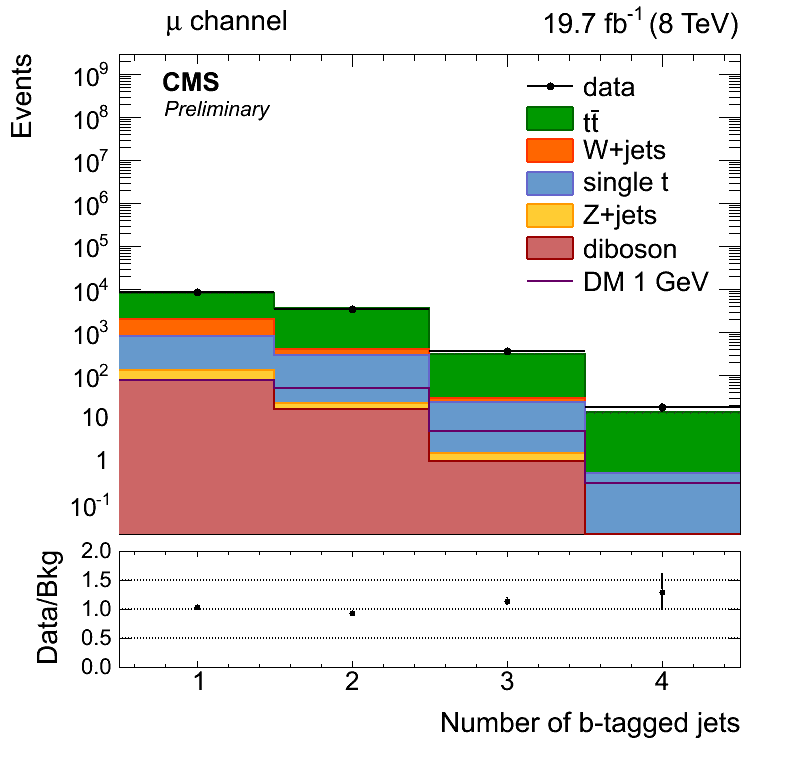 μ channel 19.7 fb⁻¹ (8 TeV)
Events
CMS
Preliminary
data
tt̄
W+jets
single t
Z+jets
diboson
DM 1 GeV
10⁹
10⁸
10⁷
10⁶
10⁵
10⁴
10³
10²
10
1
10⁻¹
Data/Bkg
2.0
1.5
1.0
0.5
0.0
1 2 3 4
Number of b-tagged jets